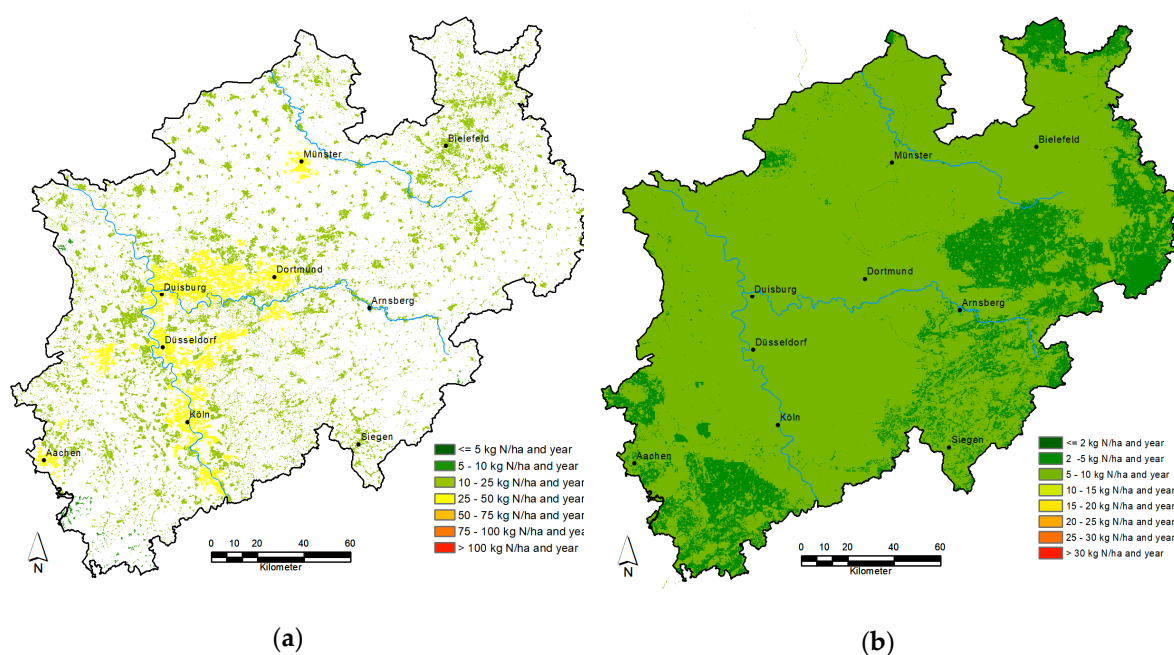 Bielefeld
Münster
Dortmund
Duisburg
Arnsberg
Düsseldorf
Köln
Siegen
Aachen
<= 5 kg N/ha and year
5 - 10 kg N/ha and year
10 - 25 kg N/ha and year
25 - 50 kg N/ha and year
50 - 75 kg N/ha and year
75 - 100 kg N/ha and year
> 100 kg N/ha and year
0 10 20 40 60
Kilometer
N
(a)
Bielefeld
Münster
Dortmund
Duisburg
Arnsberg
Düsseldorf
Köln
Siegen
Aachen
<= 2 kg N/ha and year
2 -5 kg N/ha and year
5 - 10 kg N/ha and year
10 - 15 kg N/ha and year
15 - 20 kg N/ha and year
20 - 25 kg N/ha and year
25 - 30 kg N/ha and year
> 30 kg N/ha and year
0 10 20 40 60
Kilometer
N
(b)